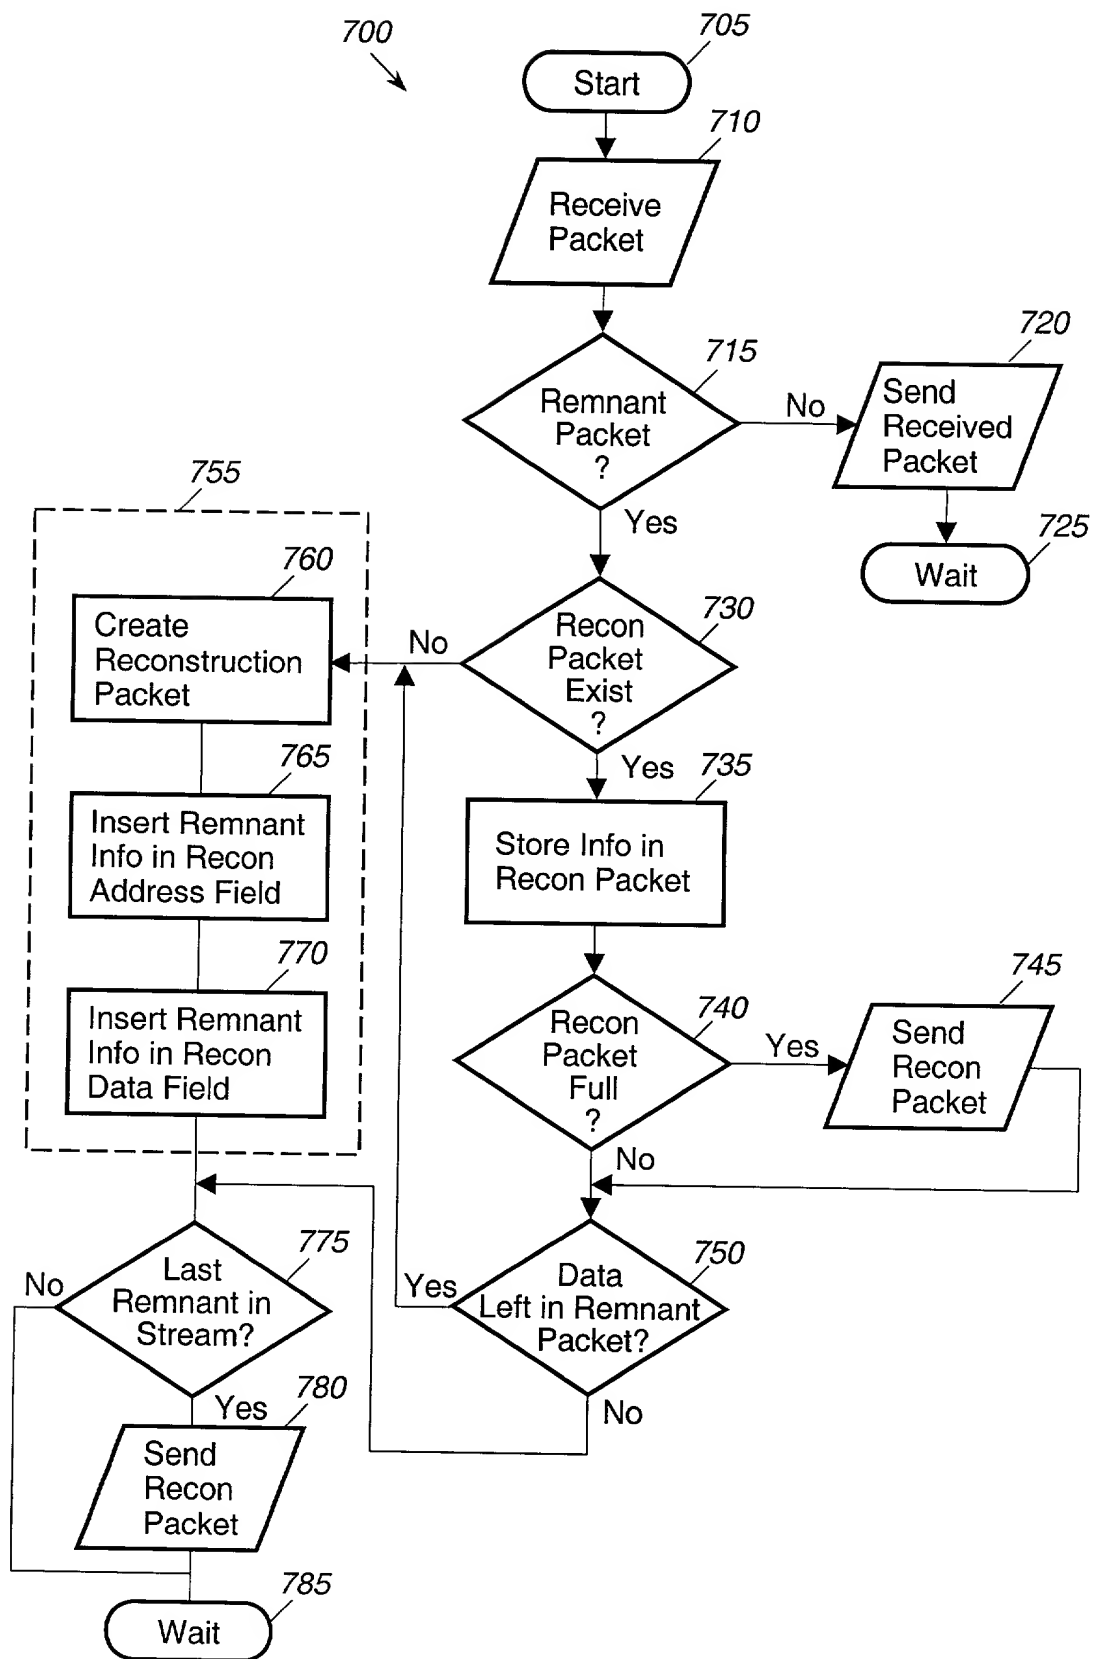 700
705
Start
710
Receive
Packet
715
Remnant
Packet
?
No
720
Send
Received
Packet
Yes
725
Wait
755
730
Recon
Packet
Exist
?
No
760
Create
Reconstruction
Packet
Yes
735
Store Info in
Recon Packet
765
Insert Remnant
Info in Recon
Address Field
770
Insert Remnant
Info in Recon
Data Field
740
Recon
Packet
Full
?
Yes
745
Send
Recon
Packet
No
750
Data
Left in Remnant
Packet?
Yes
No
775
Last
Remnant in
Stream?
No
Yes
780
Send
Recon
Packet
785
Wait